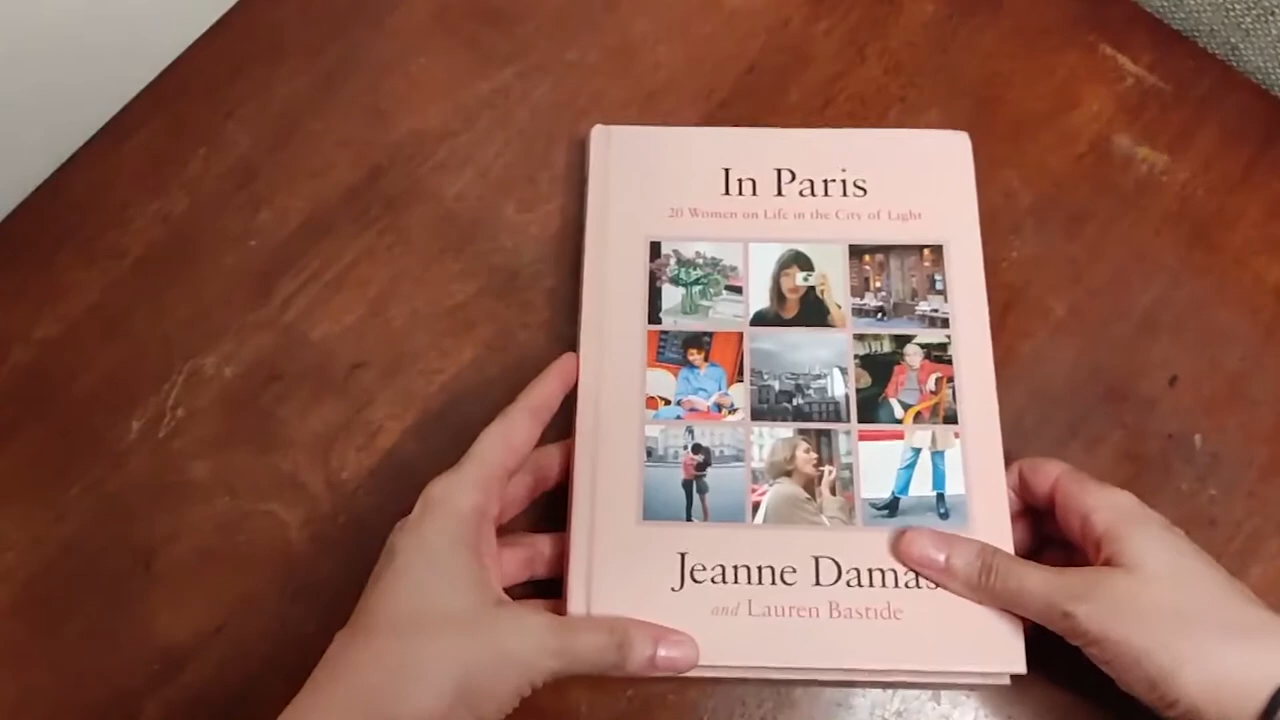 In Paris
20 Women on Life in the City of Light
Jeanne Damas
and Lauren Bastide